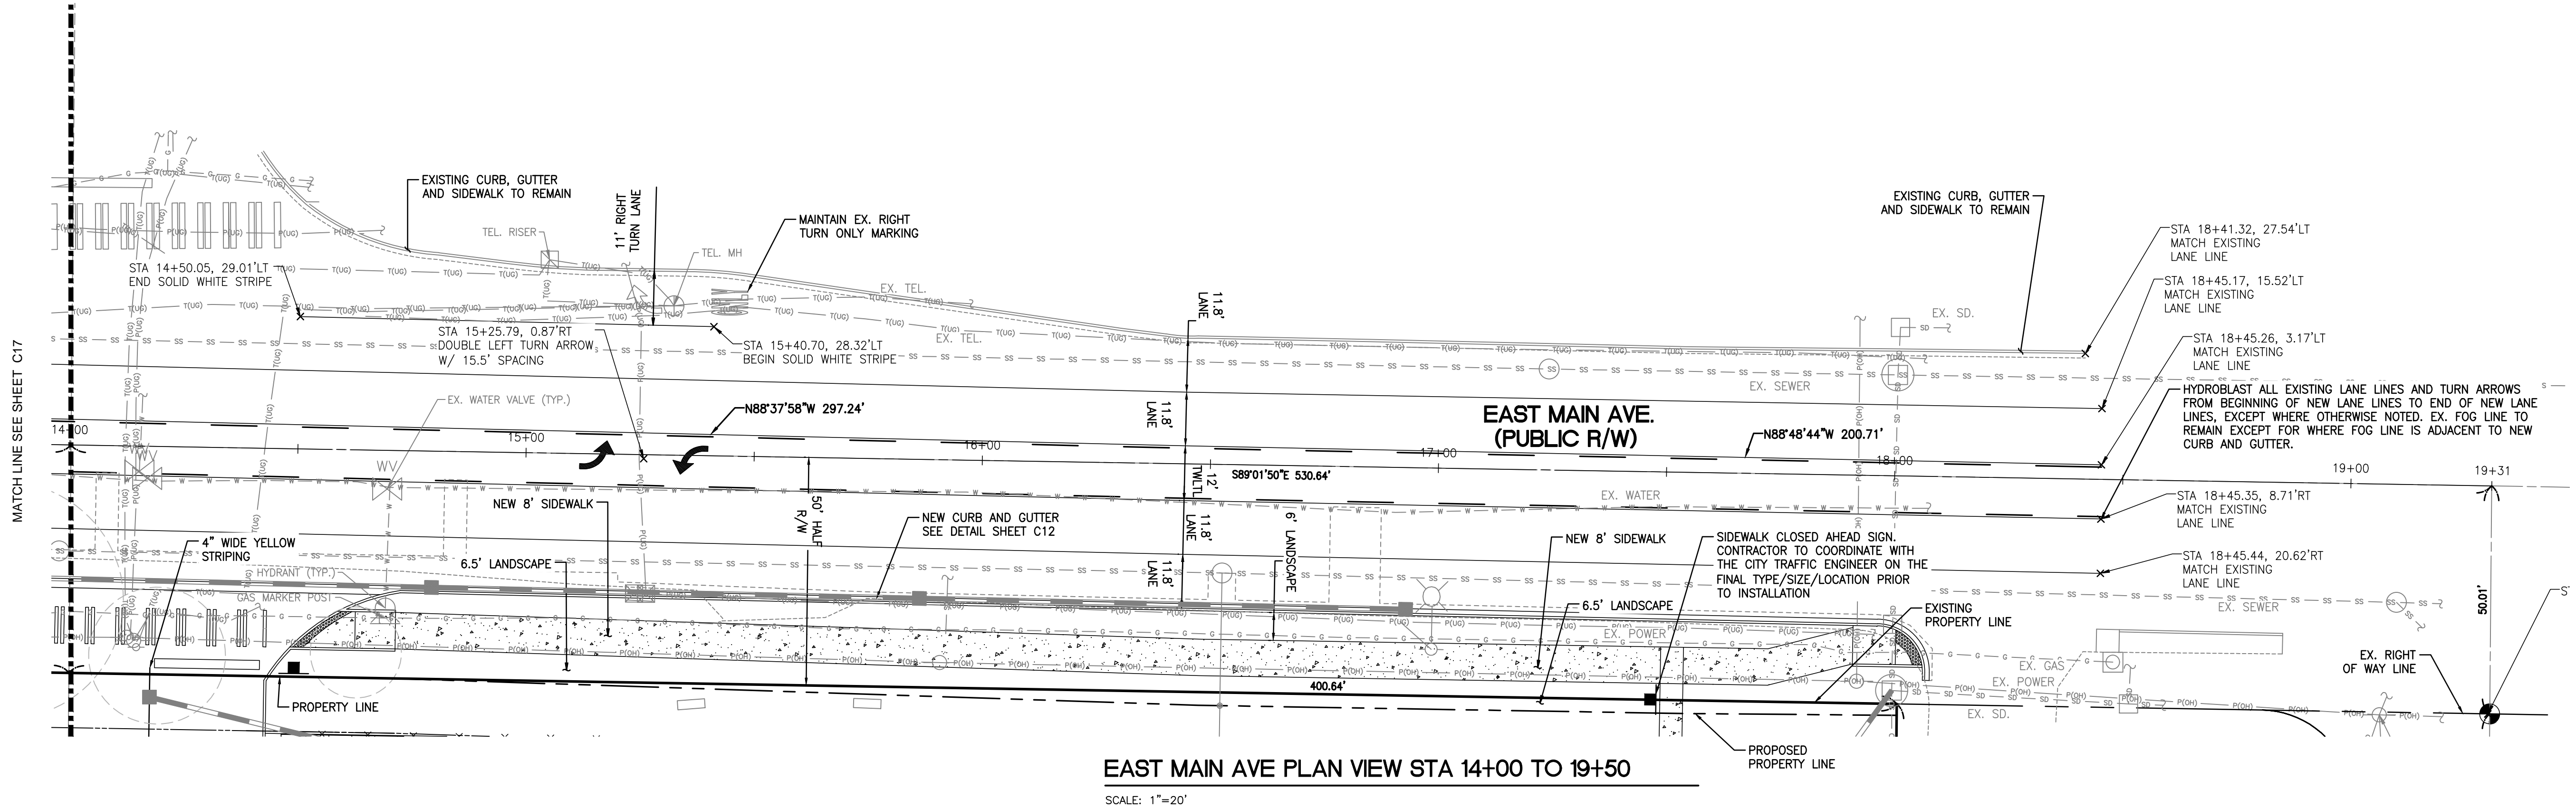 MATCH LINE SEE SHEET C17
EXISTING CURB, GUTTER
AND SIDEWALK TO REMAIN
TEL. RISER
11' RIGHT
TURN LANE
TEL. MH
MAINTAIN EX. RIGHT
TURN ONLY MARKING
STA 14+50.05, 29.01'LT
END SOLID WHITE STRIPE
STA 15+25.79, 0.87'RT
DOUBLE LEFT TURN ARROW
W/ 15.5' SPACING
STA 15+40.70, 28.32'LT
BEGIN SOLID WHITE STRIPE
EX. TEL.
EX. TEL.
11.8'
LANE
11.8'
LANE
12'
TWLTL
11.8'
LANE
11.8'
LANE
EXISTING CURB, GUTTER
AND SIDEWALK TO REMAIN
EX. SD.
EX. SEWER
STA 18+41.32, 27.54'LT
MATCH EXISTING
LANE LINE
STA 18+45.17, 15.52'LT
MATCH EXISTING
LANE LINE
STA 18+45.26, 3.17'LT
MATCH EXISTING
LANE LINE
HYDROBLAST ALL EXISTING LANE LINES AND TURN ARROWS
FROM BEGINNING OF NEW LANE LINES TO END OF NEW LANE
LINES, EXCEPT WHERE OTHERWISE NOTED. EX. FOG LINE TO
REMAIN EXCEPT FOR WHERE FOG LINE IS ADJACENT TO NEW
CURB AND GUTTER.
EX. WATER VALVE (TYP.)
N88°37'58"W 297.24'
EAST MAIN AVE.
(PUBLIC R/W)
N88°48'44"W 200.71'
14+00
15+00
16+00
17+00
18+00
19+00
19+31
S89°01'50"E 530.64'
WV
WV
EX. WATER
STA 18+45.35, 8.71'RT
MATCH EXISTING
LANE LINE
STA 18+45.44, 20.62'RT
MATCH EXISTING
LANE LINE
NEW 8' SIDEWALK
50' HALF
R/W
NEW CURB AND GUTTER
SEE DETAIL SHEET C12
6' LANDSCAPE
NEW 8' SIDEWALK
SIDEWALK CLOSED AHEAD SIGN.
CONTRACTOR TO COORDINATE WITH
THE CITY TRAFFIC ENGINEER ON THE
FINAL TYPE/SIZE/LOCATION PRIOR
TO INSTALLATION
4" WIDE YELLOW
STRIPING
6.5' LANDSCAPE
HYDRANT (TYP.)
GAS MARKER POST
6.5' LANDSCAPE
EXISTING
PROPERTY LINE
EX. SEWER
50.01'
EX. POWER
EX. GAS
EX. POWER
EX. SD.
EX. RIGHT
OF WAY LINE
400.64'
PROPERTY LINE
PROPOSED
PROPERTY LINE
EAST MAIN AVE PLAN VIEW STA 14+00 TO 19+50
SCALE: 1"=20'